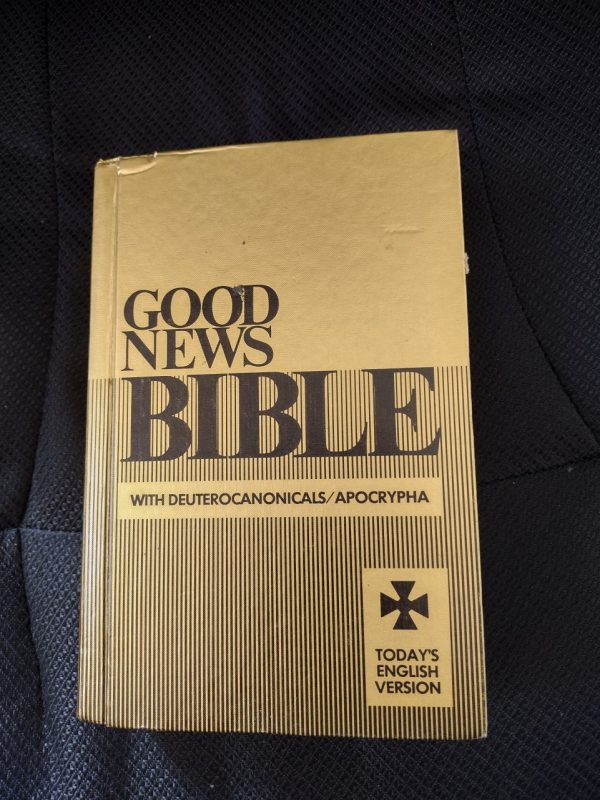 GOOD
NEWS
BIBLE
WITH DEUTEROCANONICALS/APOCRYPHA
TODAY'S
ENGLISH
VERSION